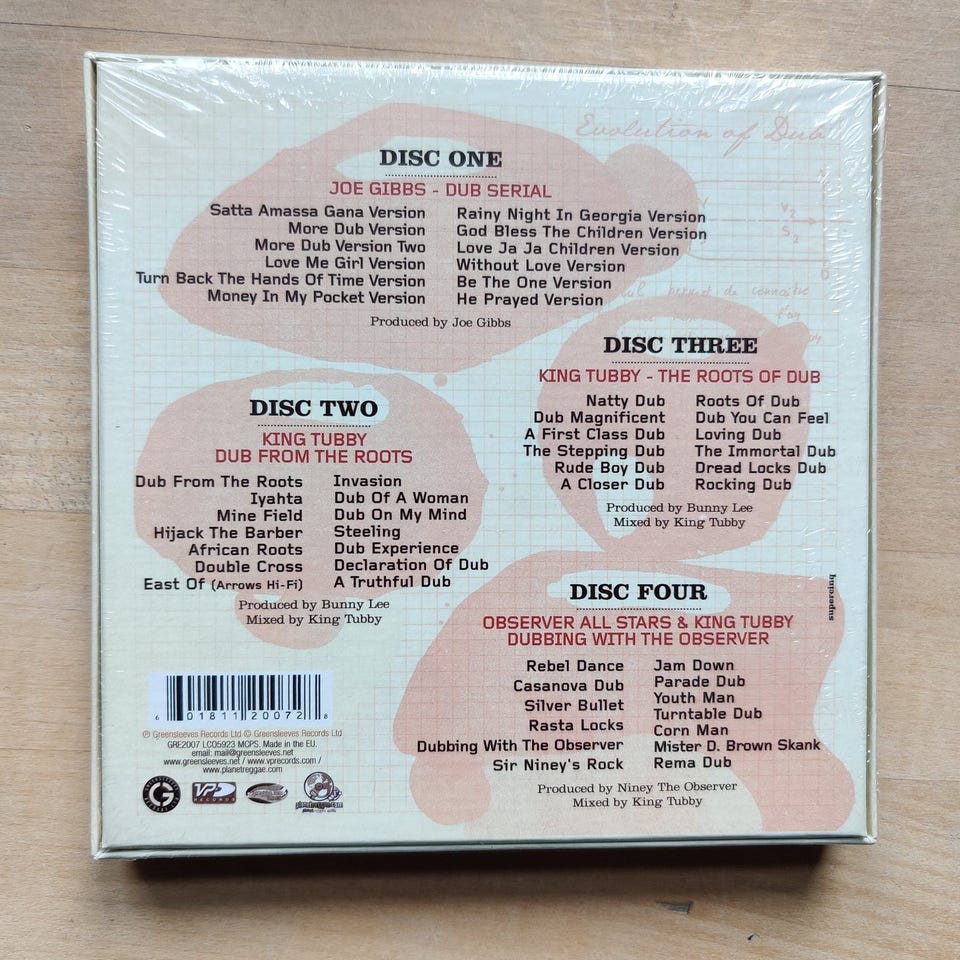 Evolution of Dub
DISC ONE
JOE GIBBS - DUB SERIAL
Satta Amassa Gana Version
More Dub Version
More Dub Version Two
Love Me Girl Version
Turn Back The Hands Of Time Version
Money In My Pocket Version
Rainy Night In Georgia Version
God Bless The Children Version
Love Ja Ja Children Version
Without Love Version
Be The One Version
He Prayed Version
Produced by Joe Gibbs
V2
S2
permet de connaitre
DISC THREE
KING TUBBY - THE ROOTS OF DUB
Natty Dub
Dub Magnificent
A First Class Dub
The Stepping Dub
Rude Boy Dub
A Closer Dub
Roots Of Dub
Dub You Can Feel
Loving Dub
The Immortal Dub
Dread Locks Dub
Rocking Dub
Produced by Bunny Lee
Mixed by King Tubby
DISC TWO
KING TUBBY
DUB FROM THE ROOTS
Dub From The Roots
Iyahta
Mine Field
Hijack The Barber
African Roots
Double Cross
East Of (Arrows Hi-Fi)
Invasion
Dub Of A Woman
Dub On My Mind
Steeling
Dub Experience
Declaration Of Dub
A Truthful Dub
Produced by Bunny Lee
Mixed by King Tubby
DISC FOUR
OBSERVER ALL STARS & KING TUBBY
DUBBING WITH THE OBSERVER
Rebel Dance
Casanova Dub
Silver Bullet
Rasta Locks
Dubbing With The Observer
Sir Niney's Rock
Jam Down
Parade Dub
Youth Man
Turntable Dub
Corn Man
Mister D. Brown Skank
Rema Dub
Produced by Niney The Observer
Mixed by King Tubby
6 01811 20072 8
℗ Greensleeves Records Ltd © Greensleeves Records Ltd
GRE2007 LC05923 MCPS. Made in the EU.
email: mail@greensleeves.net
www.greensleeves.net / www.vprecords.com /
www.planetreggae.com
G
VP
RECORDS
planetreggae.com